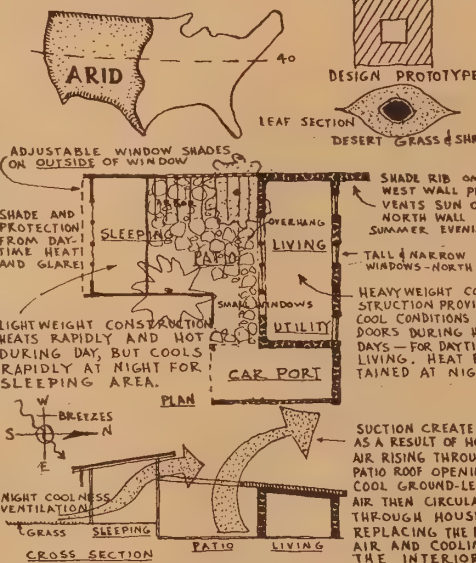 ARID
40
DESIGN PROTOTYPE
LEAF SECTION
DESERT GRASS & SHR
ADJUSTABLE WINDOW SHADES
ON OUTSIDE OF WINDOW
SHADE AND
PROTECTION
FROM DAY-
TIME HEAT
AND GLARE
SLEEPING
ARBOR
PATIO
OVERHANG
LIVING
SMALL WINDOWS
UTILITY
CAR PORT
PLAN
SHADE RIB ON
WEST WALL PR
VENTS SUN O
NORTH WALL
SUMMER EVENI
TALL & NARROW
WINDOWS-NORTH
HEAVYWEIGHT CO
STRUCTION PROVI
COOL CONDITIONS
DOORS DURING H
DAYS - FOR DAYTI
LIVING. HEAT
TAINED AT NIG
LIGHTWEIGHT CONSTRUCTION
HEATS RAPIDLY AND HOT
DURING DAY, BUT COOLS
RAPIDLY AT NIGHT FOR
SLEEPING AREA.
W
BREEZES
S N
E
NIGHT COOLNESS
VENTILATION
GRASS
SLEEPING
PATIO
LIVING
CROSS SECTION
SUCTION CREATE
AS A RESULT OF HO
AIR RISING THROU
PATIO ROOF OPENI
COOL GROUND-LE
AIR THEN CIRCULA
THROUGH HOUS
REPLACING THE
AIR AND COOLIN
THE INTERIOR